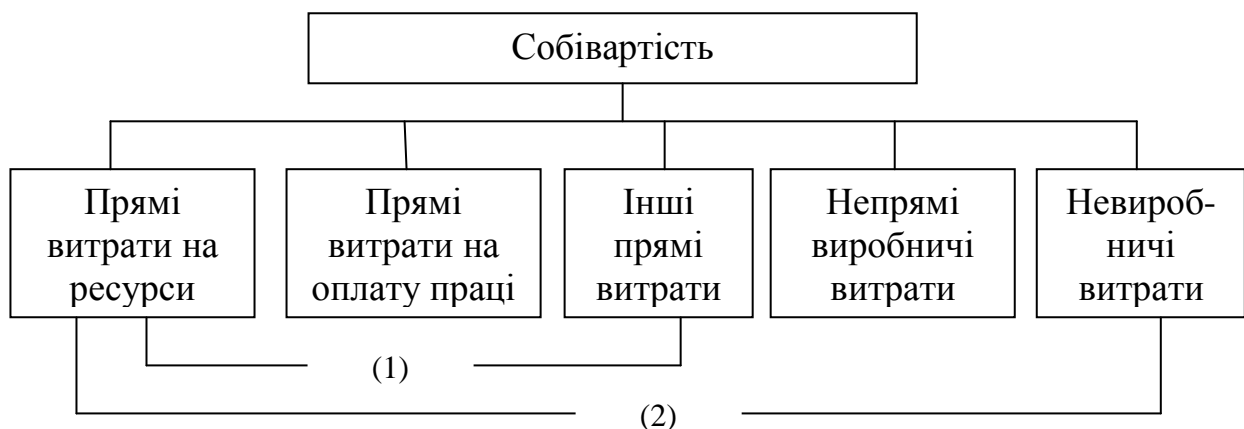 Собівартість
Прямі
витрати на
ресурси
Прямі
витрати на
оплату праці
Інші
прямі
витрати
Непрямі
виробничі
витрати
Невироб-
ничі
витрати
(1)
(2)